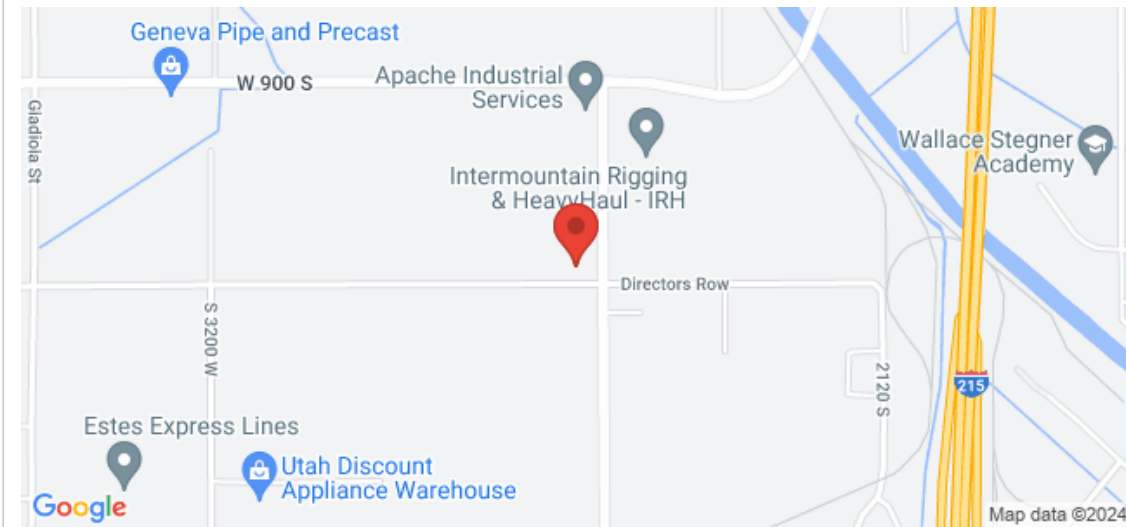 Geneva Pipe and Precast
W 900 S
Apache Industrial
Services
Gladiola St
Wallace Stegner
Academy
Intermountain Rigging
& HeavyHaul - IRH
Directors Row
S 3200 W
2120 S
215
Estes Express Lines
Utah Discount
Appliance Warehouse
Google
Map data ©2024